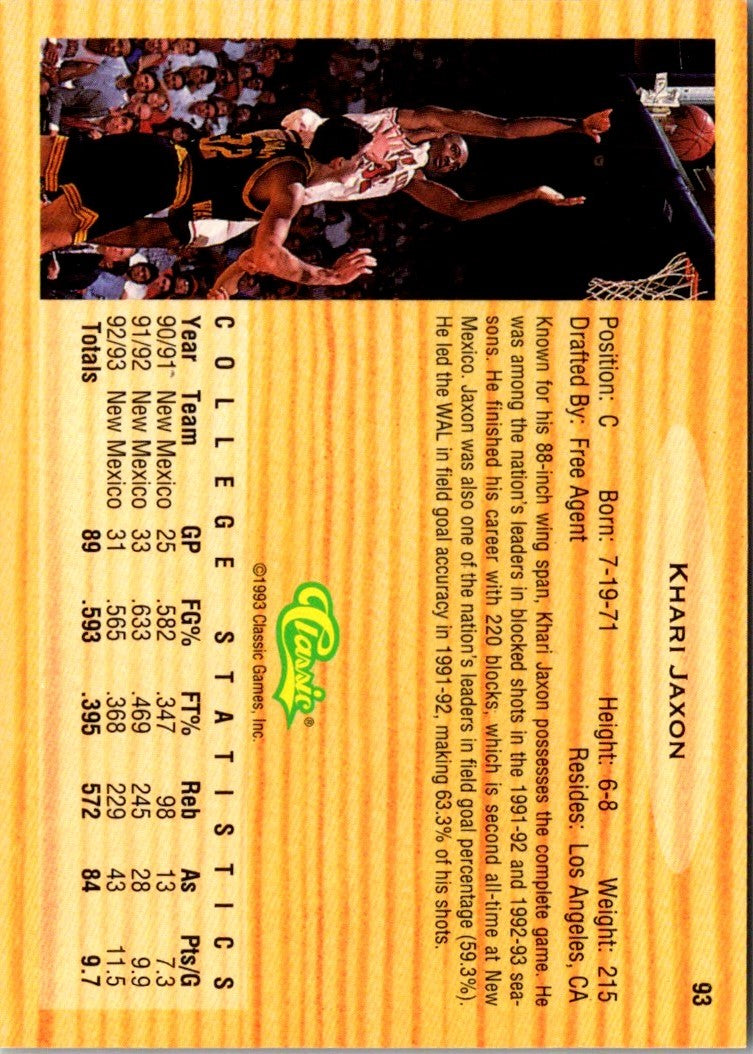 93
KHARI JAXON
Position: C Born: 7-19-71 Height: 6-8 Weight: 215
Drafted By: Free Agent Resides: Los Angeles, CA
Known for his 88-inch wing span, Khari Jaxon possesses the complete game. He
was among the nation's leaders in blocked shots in the 1991-92 and 1992-93 sea-
sons. He finished his career with 220 blocks, which is second all-time at New
Mexico. Jaxon was also one of the nation's leaders in field goal percentage (59.3%).
He led the WAL in field goal accuracy in 1991-92, making 63.3% of his shots.
Classic®
©1993 Classic Games, Inc.
COLLEGE STATISTICS
Year Team GP FG% FT% Reb As Pts/G
90/91 New Mexico 25 .582 .347 98 13 7.3
91/92 New Mexico 33 .633 .469 245 28 9.9
92/93 New Mexico 31 .565 .368 229 43 11.5
Totals 89 .593 .395 572 84 9.7